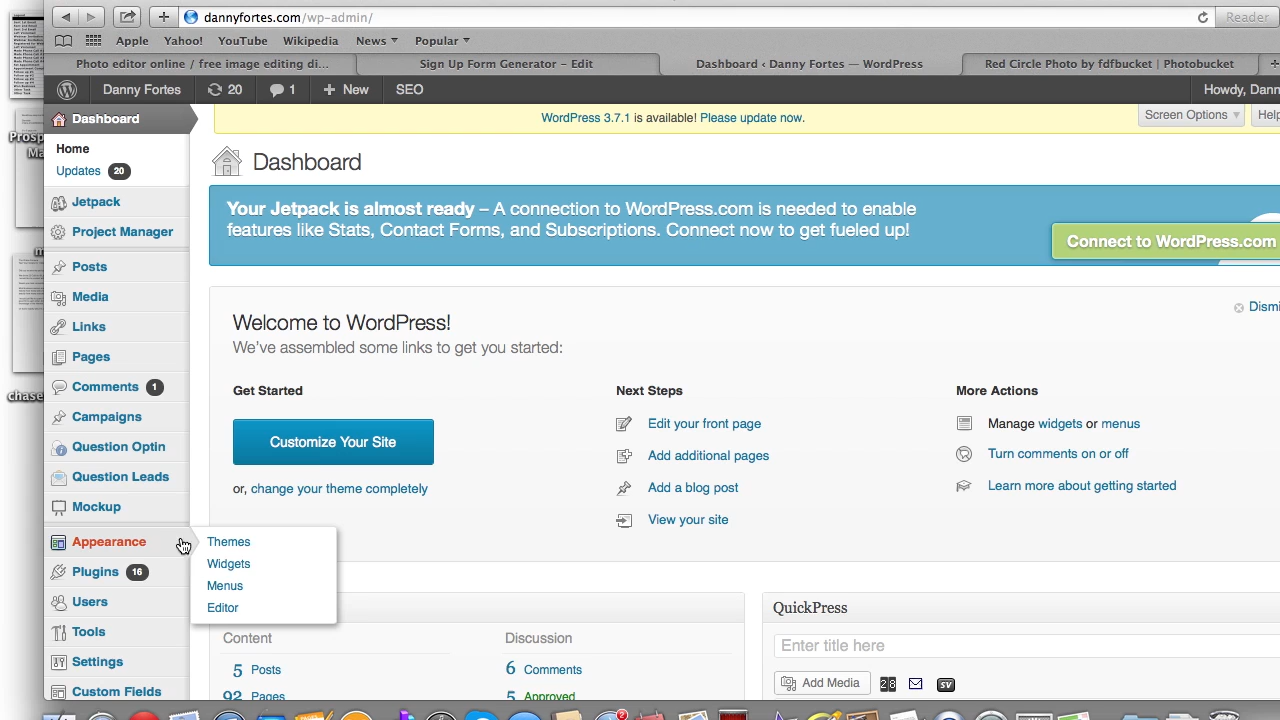 dannyfortes.com/wp-admin/
Reader
Apple Yahoo! YouTube Wikipedia News Popular
Photo editor online / free image editing di...
Sign Up Form Generator – Edit
Dashboard ‹ Danny Fortes — WordPress
Red Circle Photo by fdfbucket | Photobucket
Danny Fortes 20 1 + New SEO
Howdy, Dann
Dashboard
Home
Updates 20
Jetpack
Project Manager
Posts
Media
Links
Pages
Comments 1
Campaigns
Question Optin
Question Leads
Mockup
Appearance
Plugins 16
Users
Tools
Settings
Custom Fields
Themes
Widgets
Menus
Editor
WordPress 3.7.1 is available! Please update now.
Screen Options
Help
Dashboard
Your Jetpack is almost ready – A connection to WordPress.com is needed to enable
features like Stats, Contact Forms, and Subscriptions. Connect now to get fueled up!
Connect to WordPress.com
Dismi
Welcome to WordPress!
We've assembled some links to get you started:
Get Started
Customize Your Site
or, change your theme completely
Next Steps
Edit your front page
Add additional pages
Add a blog post
View your site
More Actions
Manage widgets or menus
Turn comments on or off
Learn more about getting started
Content
5 Posts
92 Pages
Discussion
6 Comments
5 Approved
QuickPress
Enter title here
Add Media
28
SV
2